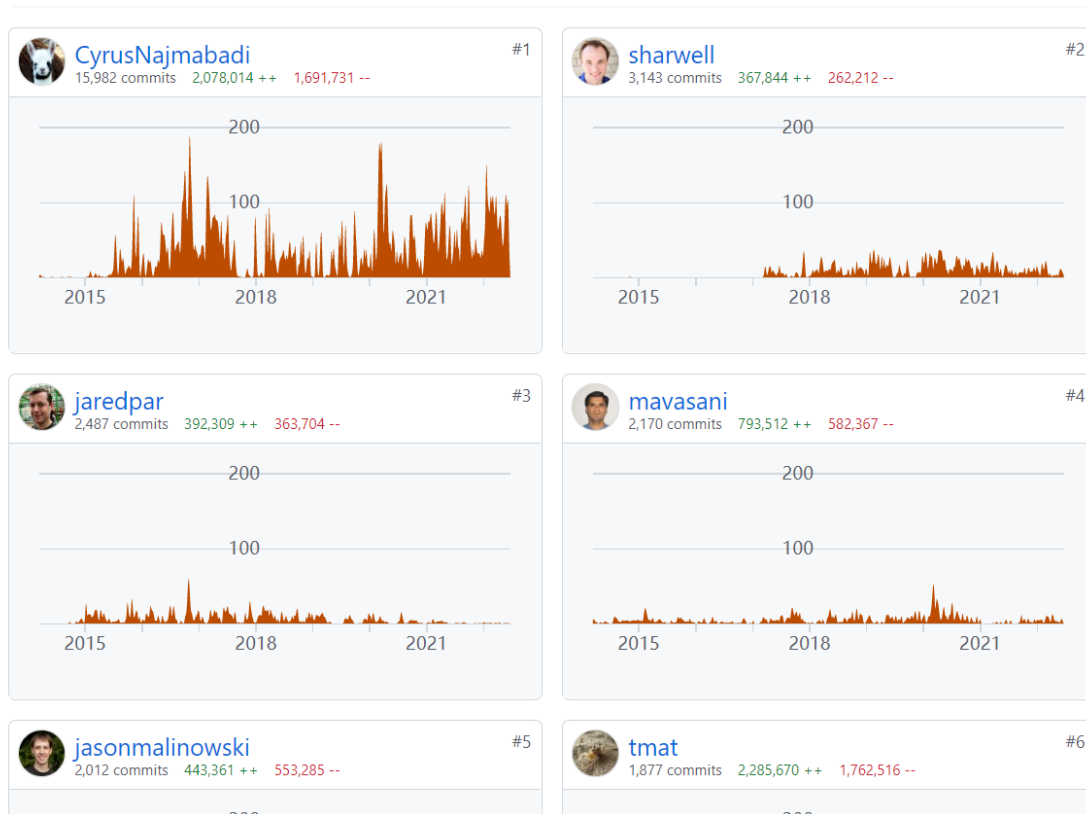 CyrusNajmabadi #1
15,982 commits 2,078,014 ++ 1,691,731 --
200
100
2015 2018 2021
sharwell #2
3,143 commits 367,844 ++ 262,212 --
200
100
2015 2018 2021
jaredpar #3
2,487 commits 392,309 ++ 363,704 --
200
100
2015 2018 2021
mavasani #4
2,170 commits 793,512 ++ 582,367 --
200
100
2015 2018 2021
jasonmalinowski #5
2,012 commits 443,361 ++ 553,285 --
200
tmat #6
1,877 commits 2,285,670 ++ 1,762,516 --
200